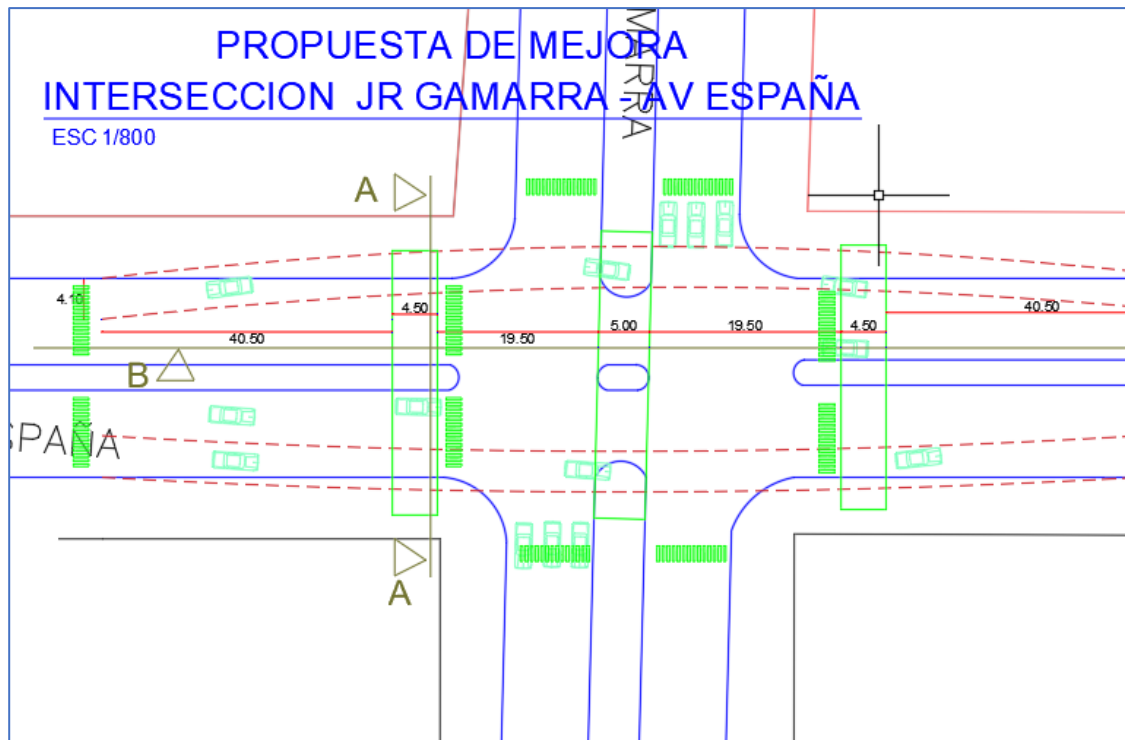 PROPUESTA DE MEJORA
INTERSECCION JR GAMARRA - AV ESPAÑA
ESC 1/800
MARRA
A
4.10
4.50
40.50
19.50
5.00
19.50
4.50
40.50
B
SPAÑA
A